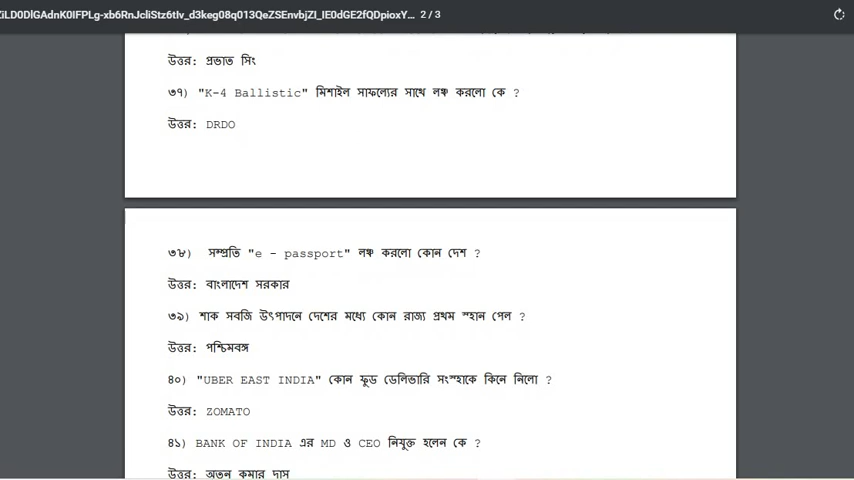 iLD0DlGAdnK0IFPLg-xb6RnJcliStz6tIv_d3keg08q013QeZSEnvbjZI_IE0dGE2fQDpioxY... 2 / 3
উত্তর: প্রভাত সিং
৩৭) "K-4 Ballistic" মিশাইল সাফল্যের সাথে লঞ্চ করলো কে ?
উত্তর: DRDO
৩৮) সম্প্রতি "e - passport" লঞ্চ করলো কোন দেশ ?
উত্তর: বাংলাদেশ সরকার
৩৯) শাক সবজি উৎপাদনে দেশের মধ্যে কোন রাজ্য প্রথম স্হান পেল ?
উত্তর: পশ্চিমবঙ্গ
৪০) "UBER EAST INDIA" কোন ফুড ডেলিভারি সংস্হাকে কিনে নিলো ?
উত্তর: ZOMATO
৪১) BANK OF INDIA এর MD ও CEO নিযুক্ত হলেন কে ?
উত্তর: অতনু কুমার দাস